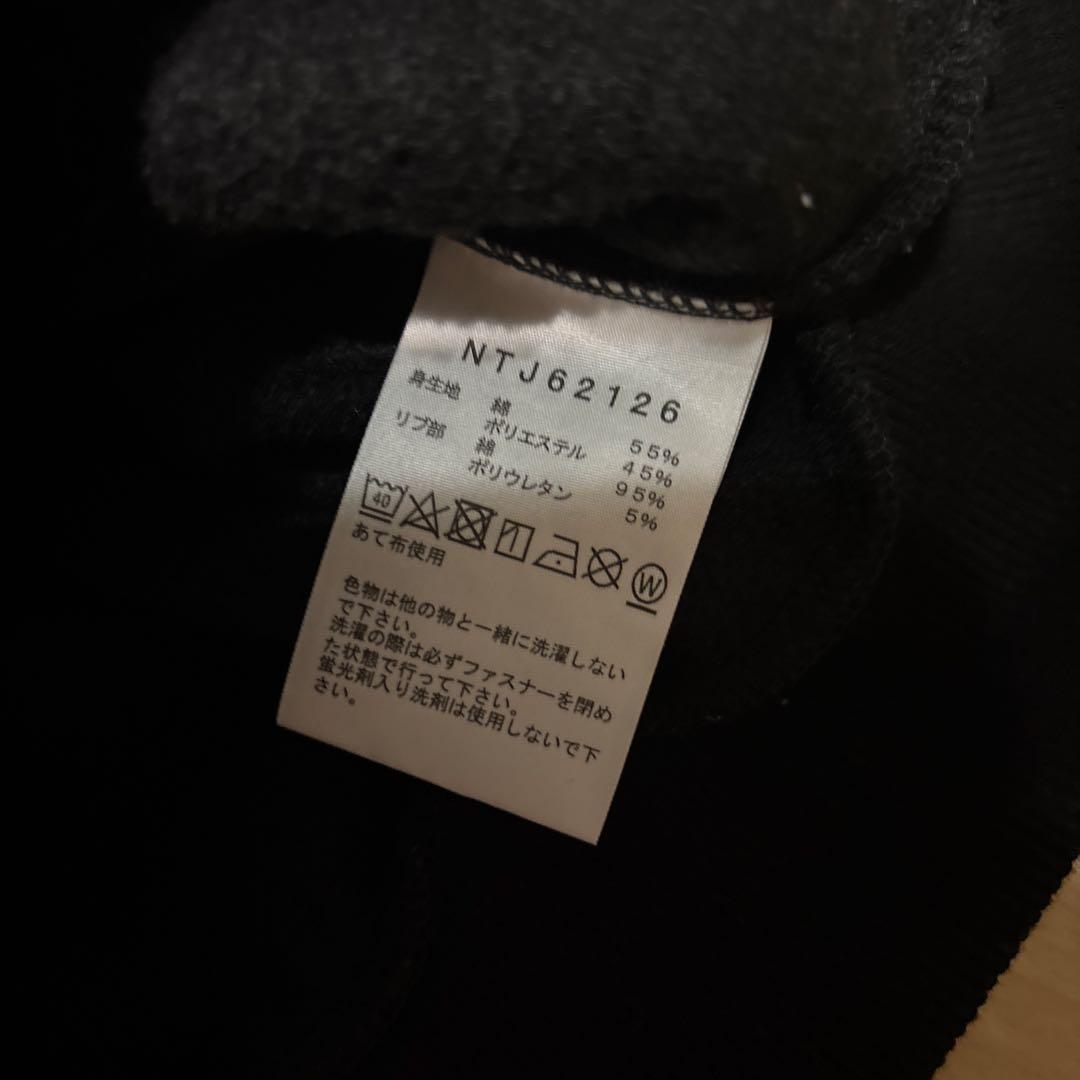 NTJ62126
身生地 綿 55%
ポリエステル 45%
リブ部 綿 95%
ポリウレタン 5%
40 W
あて布使用
色物は他の物と一緒に洗濯しない
で下さい。
洗濯の際は必ずファスナーを閉め
た状態で行って下さい。
蛍光剤入り洗剤は使用しないで下
さい。